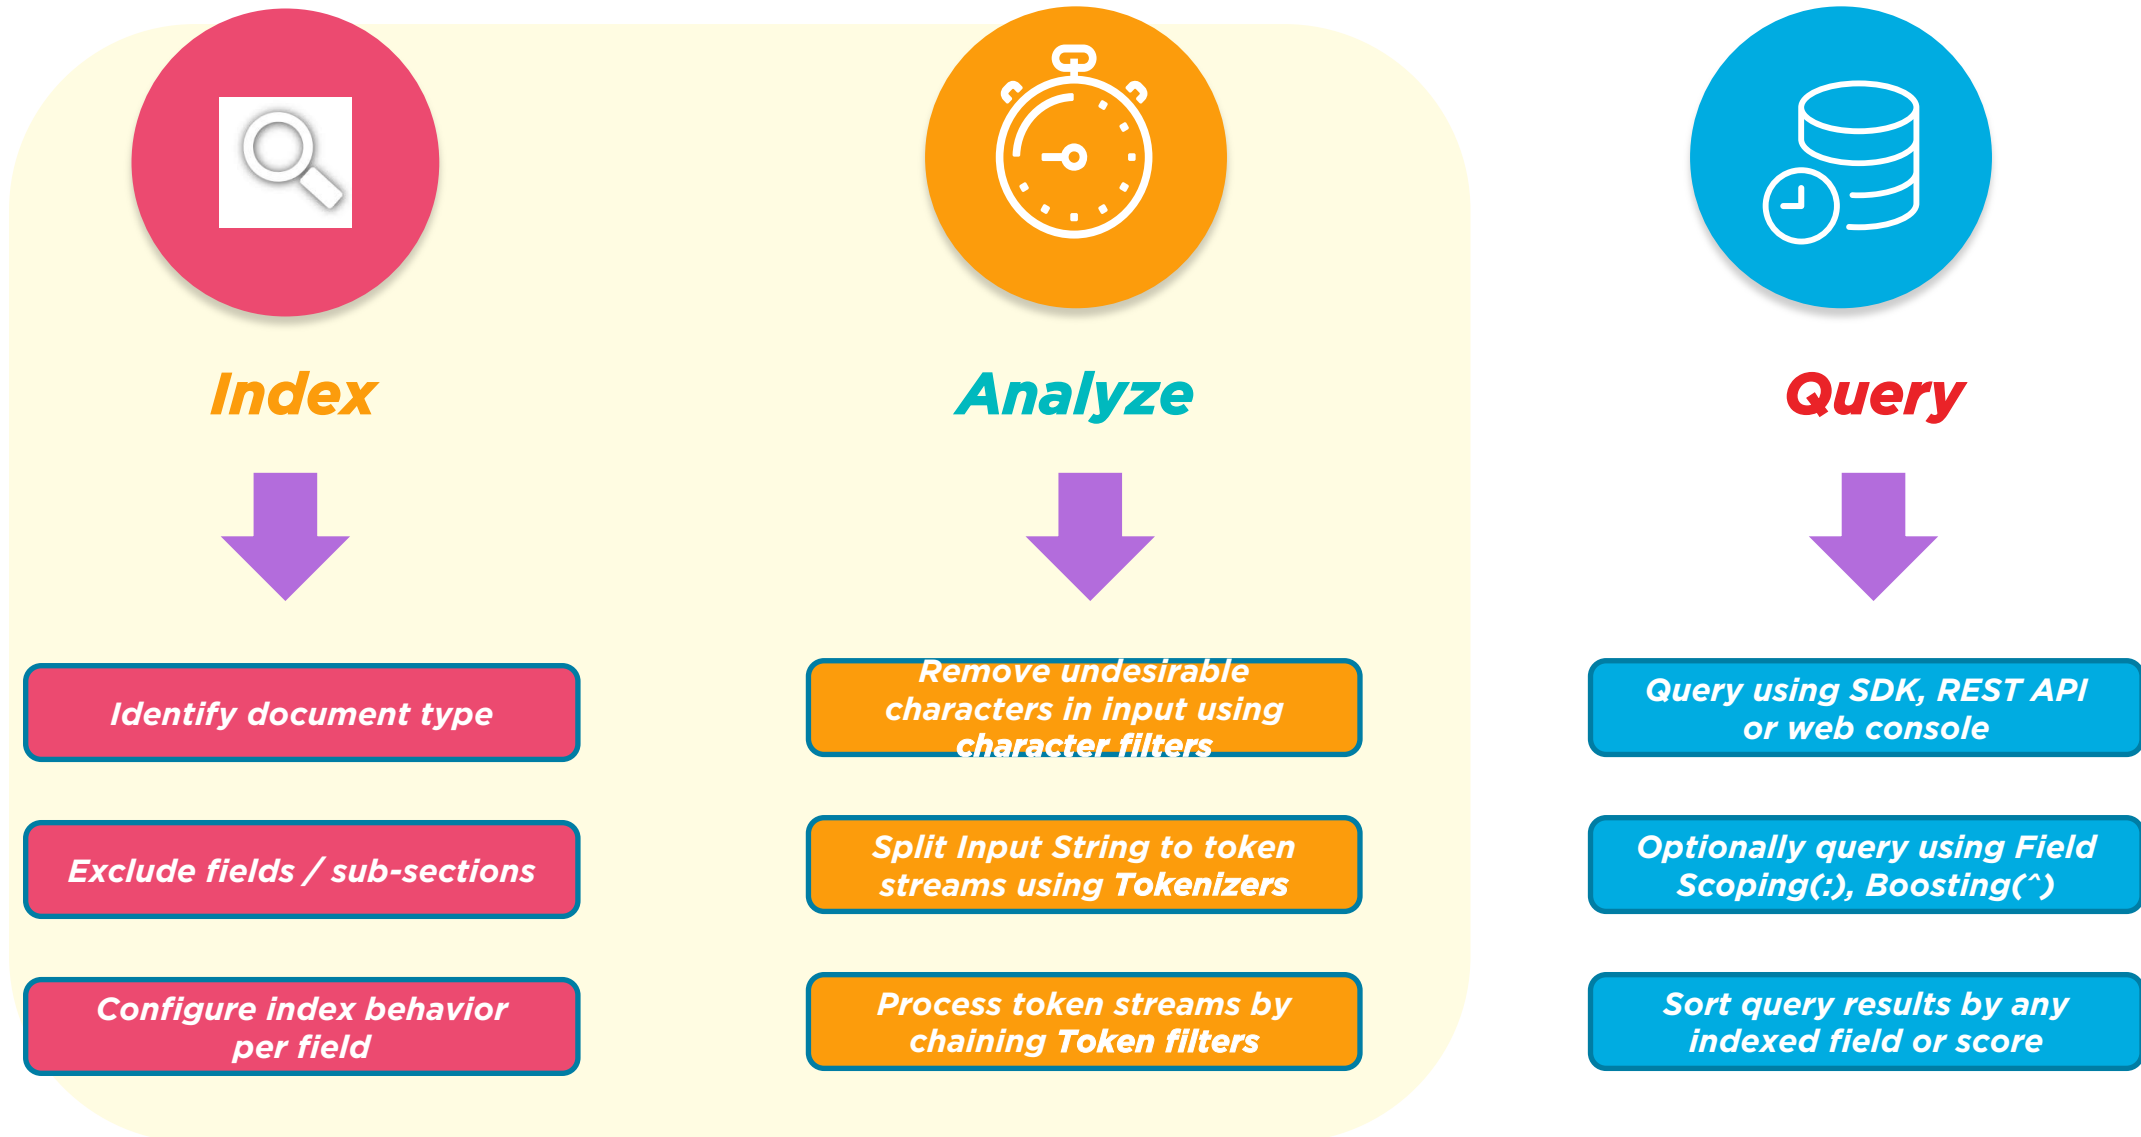 Index
Analyze
Query
Identify document type
Exclude fields / sub-sections
Configure index behavior
per field
Remove undesirable
characters in input using
character filters
Split Input String to token
streams using Tokenizers
Process token streams by
chaining Token filters
Query using SDK, REST API
or web console
Optionally query using Field
Scoping(:), Boosting(^)
Sort query results by any
indexed field or score